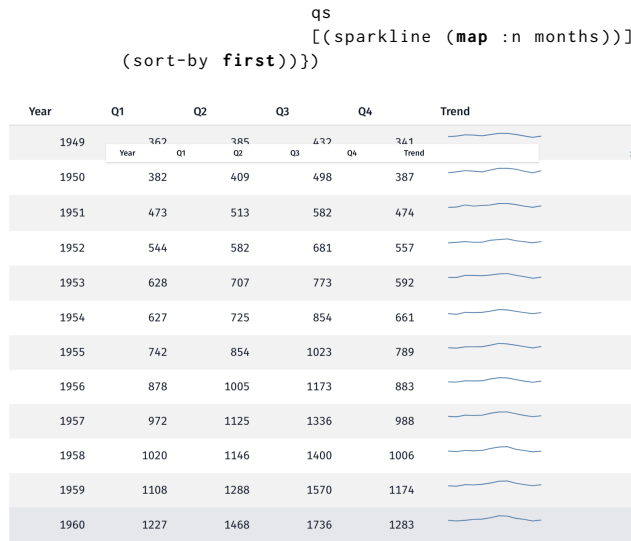 qs
[(sparkline (map :n months))]
(sort-by first))})
Year Q1 Q2 Q3 Q4 Trend
1949 362 385 432 341
Year Q1 Q2 Q3 Q4 Trend
1950 382 409 498 387
1951 473 513 582 474
1952 544 582 681 557
1953 628 707 773 592
1954 627 725 854 661
1955 742 854 1023 789
1956 878 1005 1173 883
1957 972 1125 1336 988
1958 1020 1146 1400 1006
1959 1108 1288 1570 1174
1960 1227 1468 1736 1283